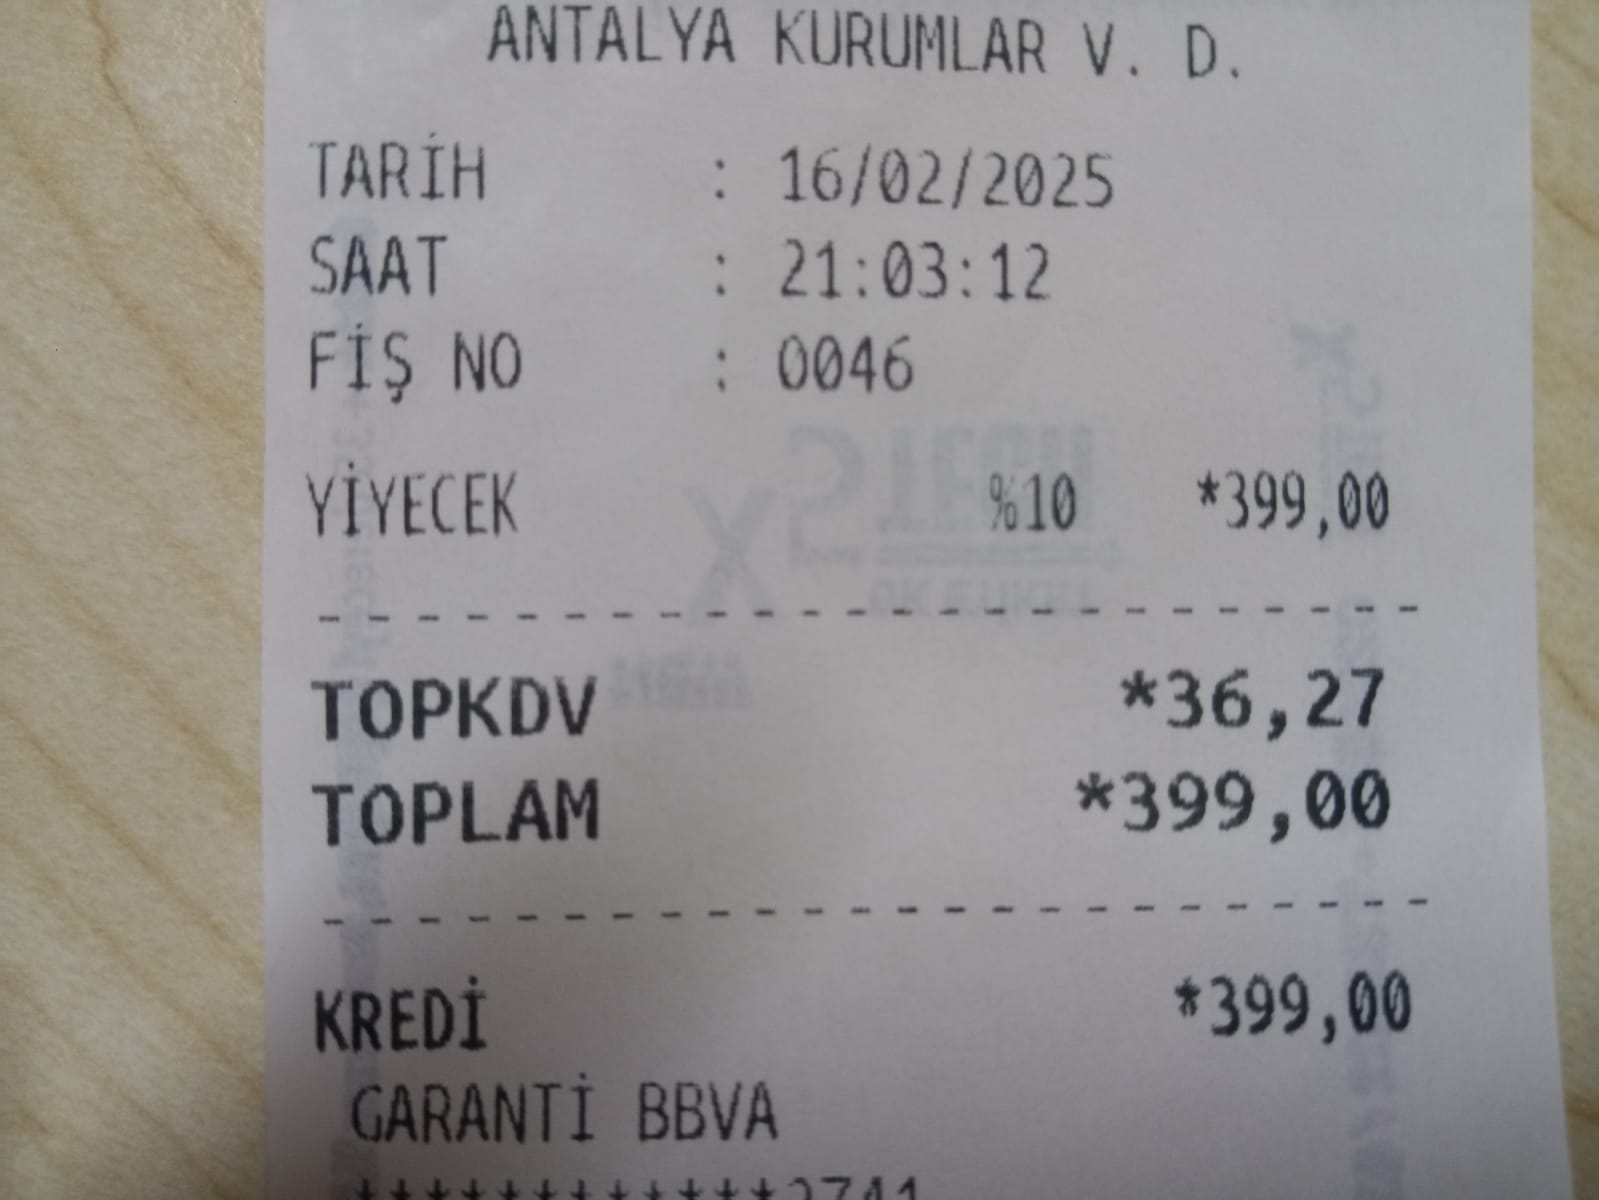 ANTALYA KURUMLAR V. D.
TARİH : 16/02/2025
SAAT : 21:03:12
FİŞ NO : 0046
YİYECEK %10 *399,00
TOPKDV *36,27
TOPLAM *399,00
KREDİ *399,00
GARANTİ BBVA
************2741